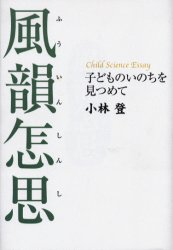 風韻怎思
ふういんしんし
Child Science Essay
子どものいのちを
見つめて
小林 登